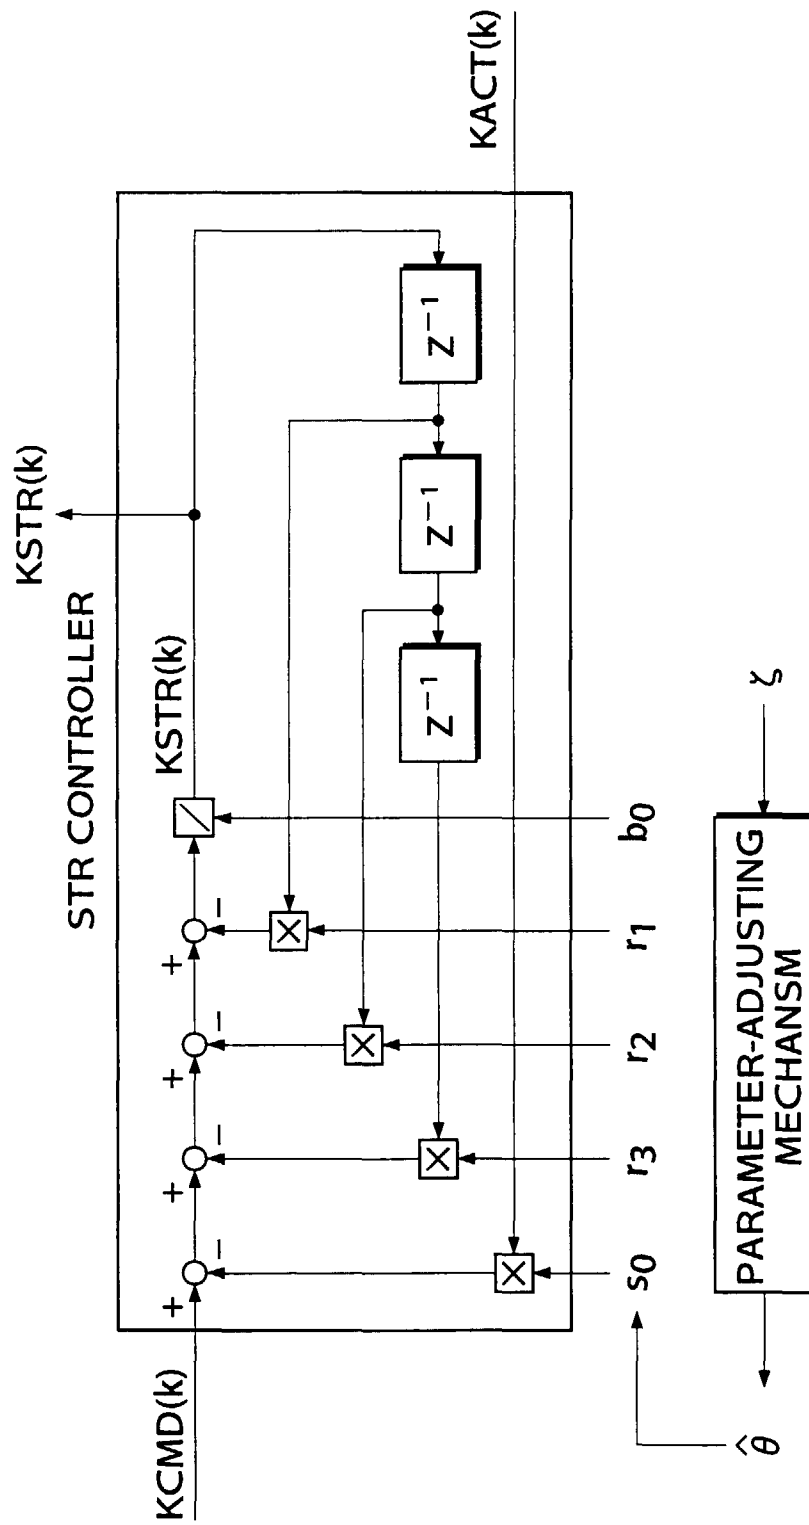 STR CONTROLLER
KSTR(k)
KCMD(k)
+
−
+
−
+
−
+
−
KSTR(k)
Z⁻¹
Z⁻¹
Z⁻¹
KACT(k)
s0
r3
r2
r1
b0
θ̂
PARAMETER-ADJUSTING
MECHANSM
ζ